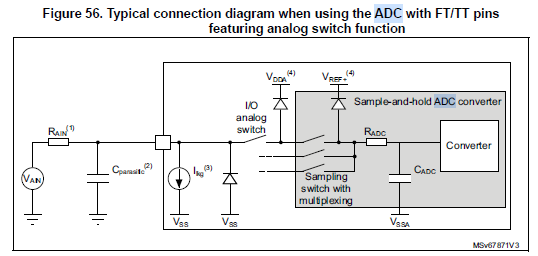 Figure 56. Typical connection diagram when using the ADC with FT/TT pins
featuring analog switch function
VDDA(4)
VREF+(4)
I/O
analog
switch
Sample-and-hold ADC converter
RAIN(1)
RADC
Converter
VAIN
Cparasitic(2)
Ilkg(3)
Sampling
switch with
multiplexing
CADC
VSS
VSS
VSSA
MSv67871V3